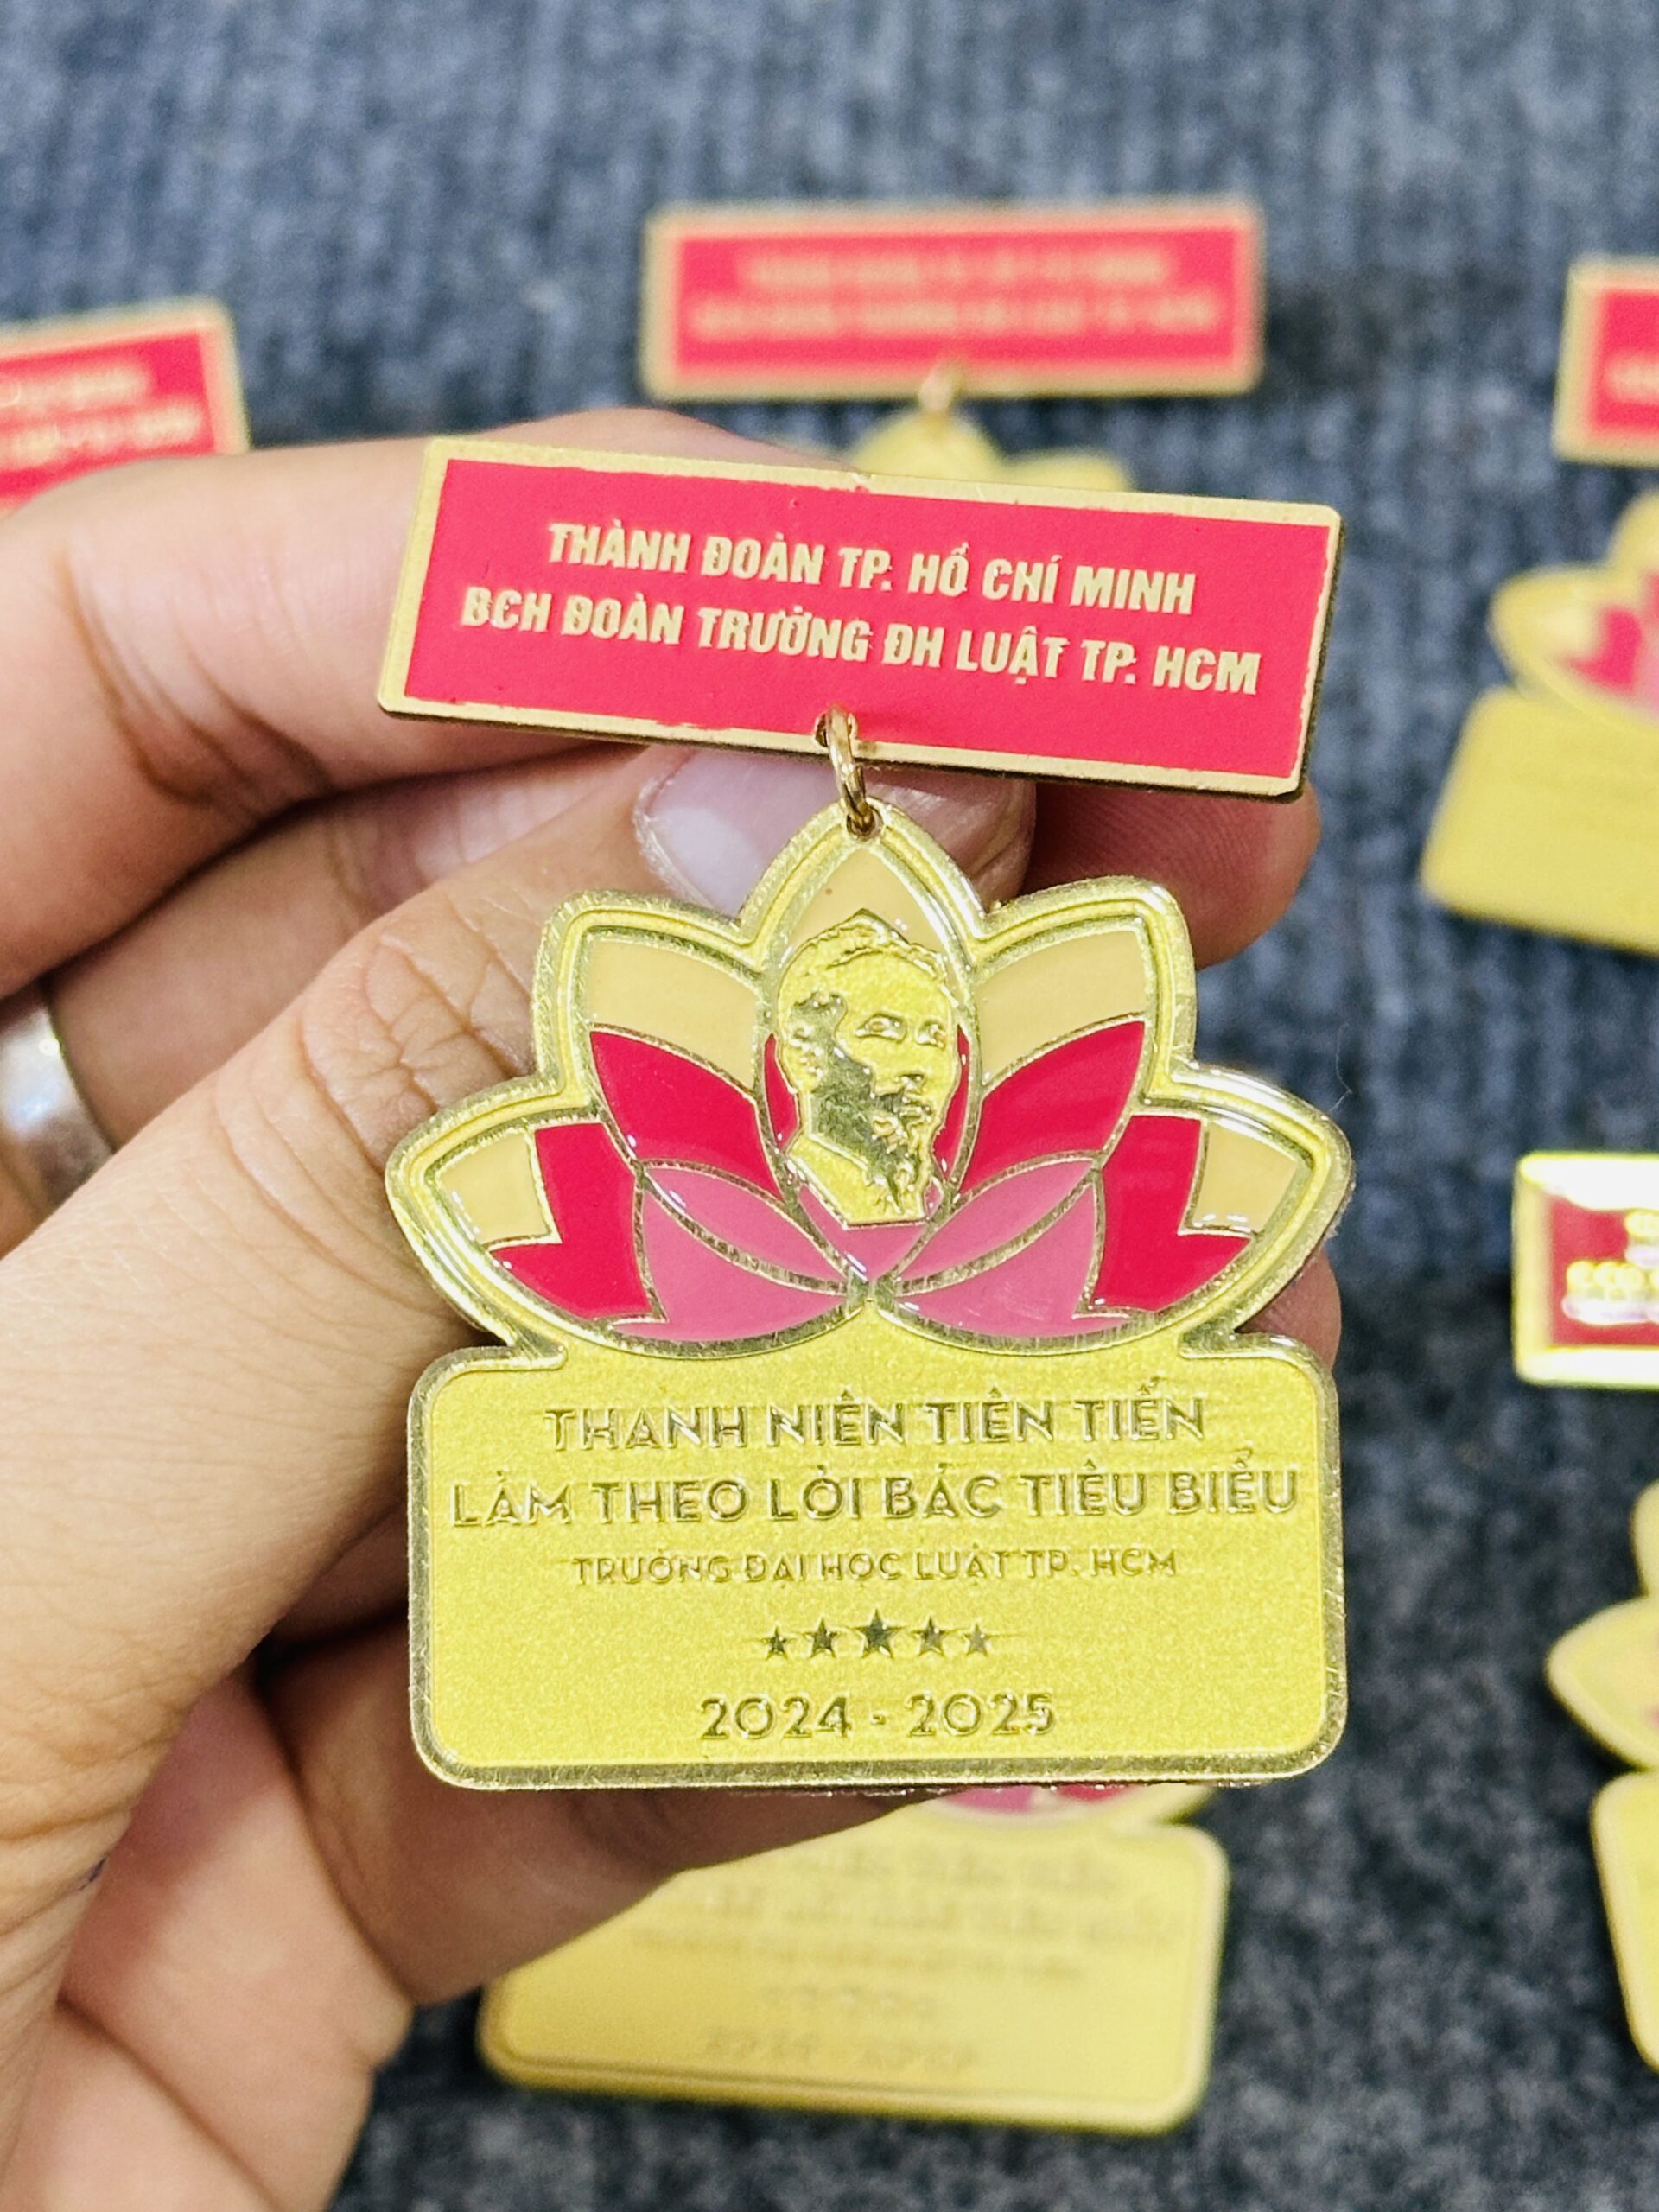 THÀNH ĐOÀN TP. HỒ CHÍ MINH
BCH ĐOÀN TRƯỜNG ĐH LUẬT TP. HCM
THANH NIÊN TIÊN TIẾN
LÀM THEO LỜI BÁC TIÊU BIỂU
TRƯỜNG ĐẠI HỌC LUẬT TP. HCM
2024 - 2025